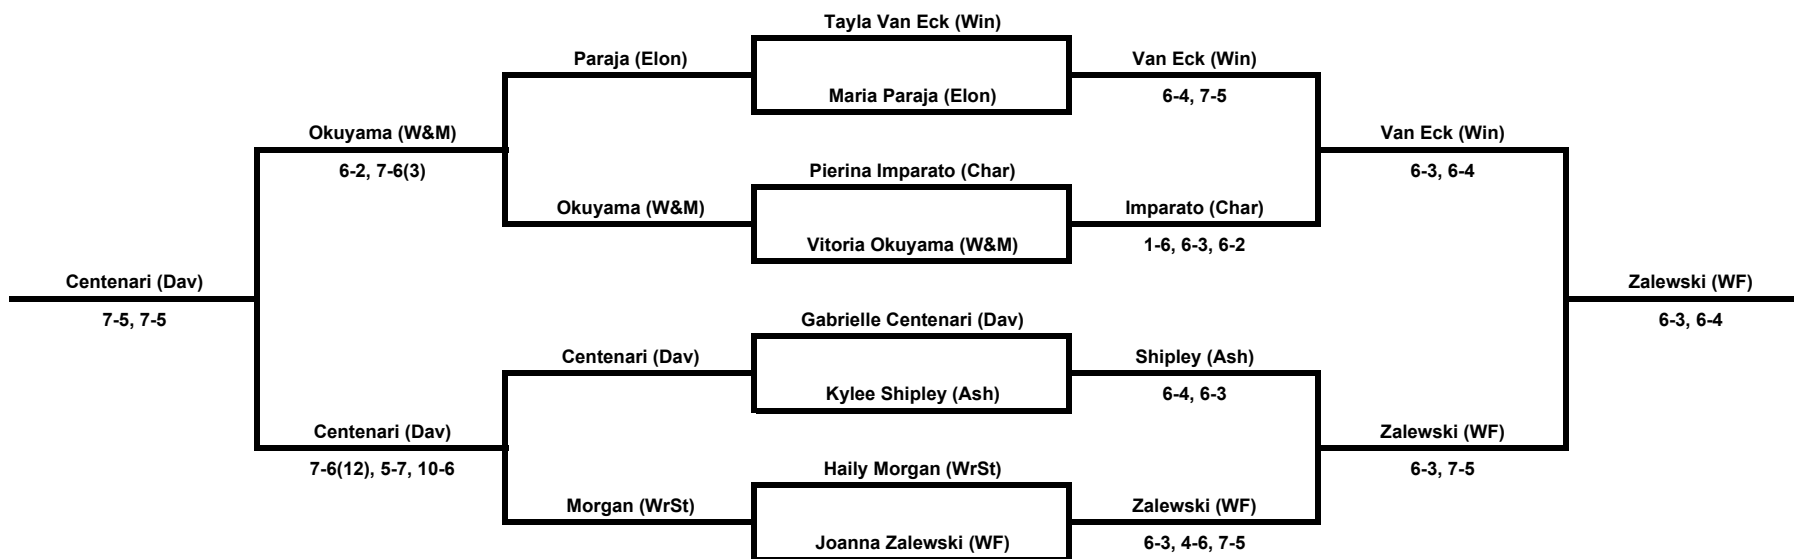 Tayla Van Eck (Win)
Paraja (Elon)
Van Eck (Win)
Maria Paraja (Elon)
6-4, 7-5
Okuyama (W&M)
Van Eck (Win)
6-2, 7-6(3)
Pierina Imparato (Char)
6-3, 6-4
Okuyama (W&M)
Imparato (Char)
Vitoria Okuyama (W&M)
1-6, 6-3, 6-2
Centenari (Dav)
Zalewski (WF)
7-5, 7-5
Gabrielle Centenari (Dav)
6-3, 6-4
Centenari (Dav)
Shipley (Ash)
Kylee Shipley (Ash)
6-4, 6-3
Centenari (Dav)
Zalewski (WF)
7-6(12), 5-7, 10-6
Haily Morgan (WrSt)
6-3, 7-5
Morgan (WrSt)
Zalewski (WF)
Joanna Zalewski (WF)
6-3, 4-6, 7-5